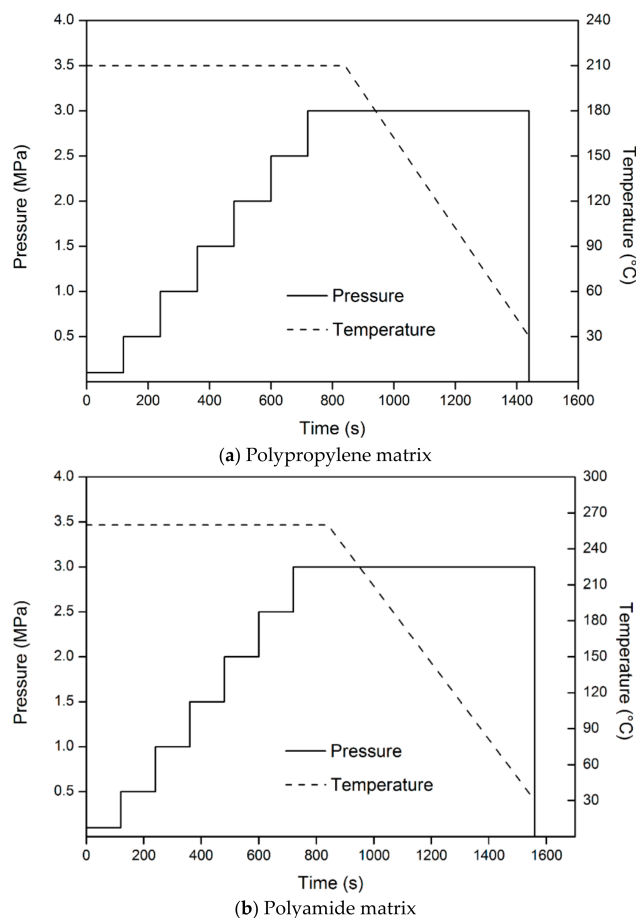 4.0
3.5
3.0
2.5
2.0
1.5
1.0
0.5
Pressure (MPa)
240
210
180
150
120
90
60
30
Temperature (°C)
Pressure
Temperature
0 200 400 600 800 1000 1200 1400 1600
Time (s)
(a) Polypropylene matrix
4.0
3.5
3.0
2.5
2.0
1.5
1.0
0.5
Pressure (MPa)
300
270
240
210
180
150
120
90
60
30
Temperature (°C)
Pressure
Temperature
0 200 400 600 800 1000 1200 1400 1600
Time (s)
(b) Polyamide matrix